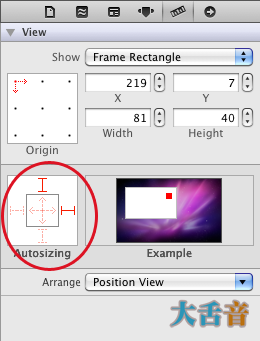 View
Show Frame Rectangle
219 7
X Y
81 40
Width Height
Origin
Autosizing Example
Arrange Position View
大舌音